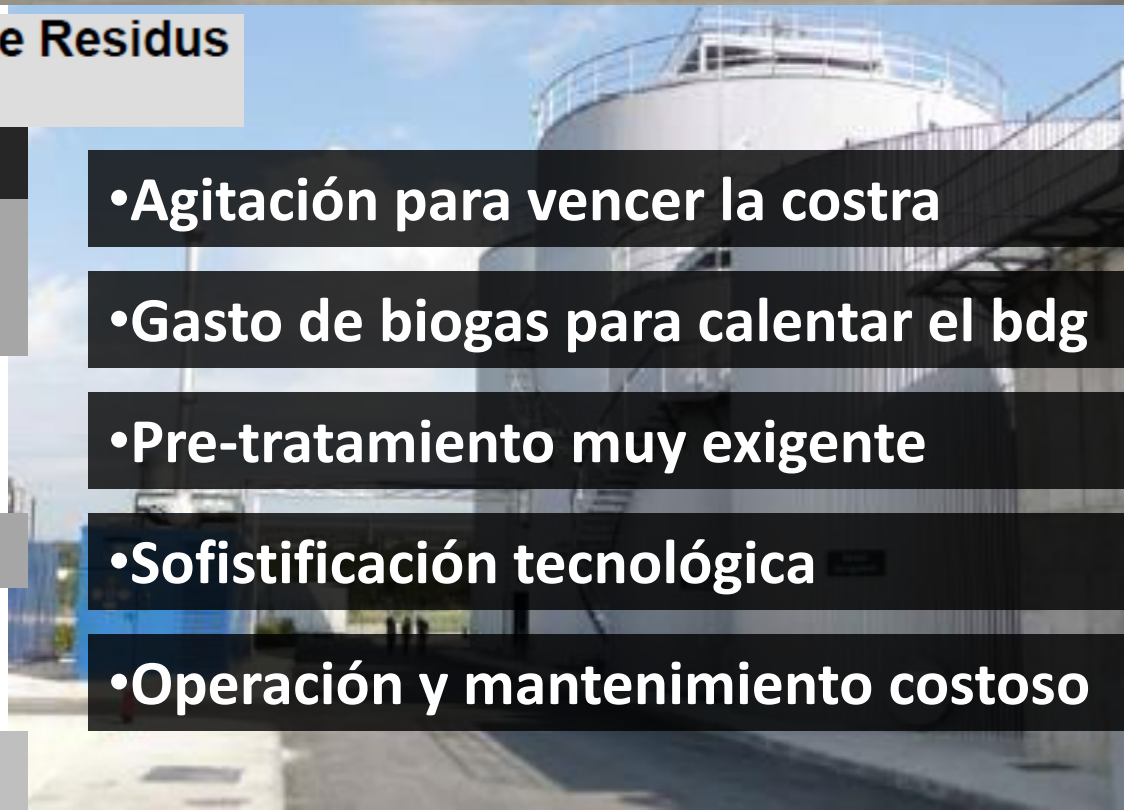 e Residus
•Agitación para vencer la costra
•Gasto de biogas para calentar el bdg
•Pre-tratamiento muy exigente
•Sofistificación tecnológica
•Operación y mantenimiento costoso